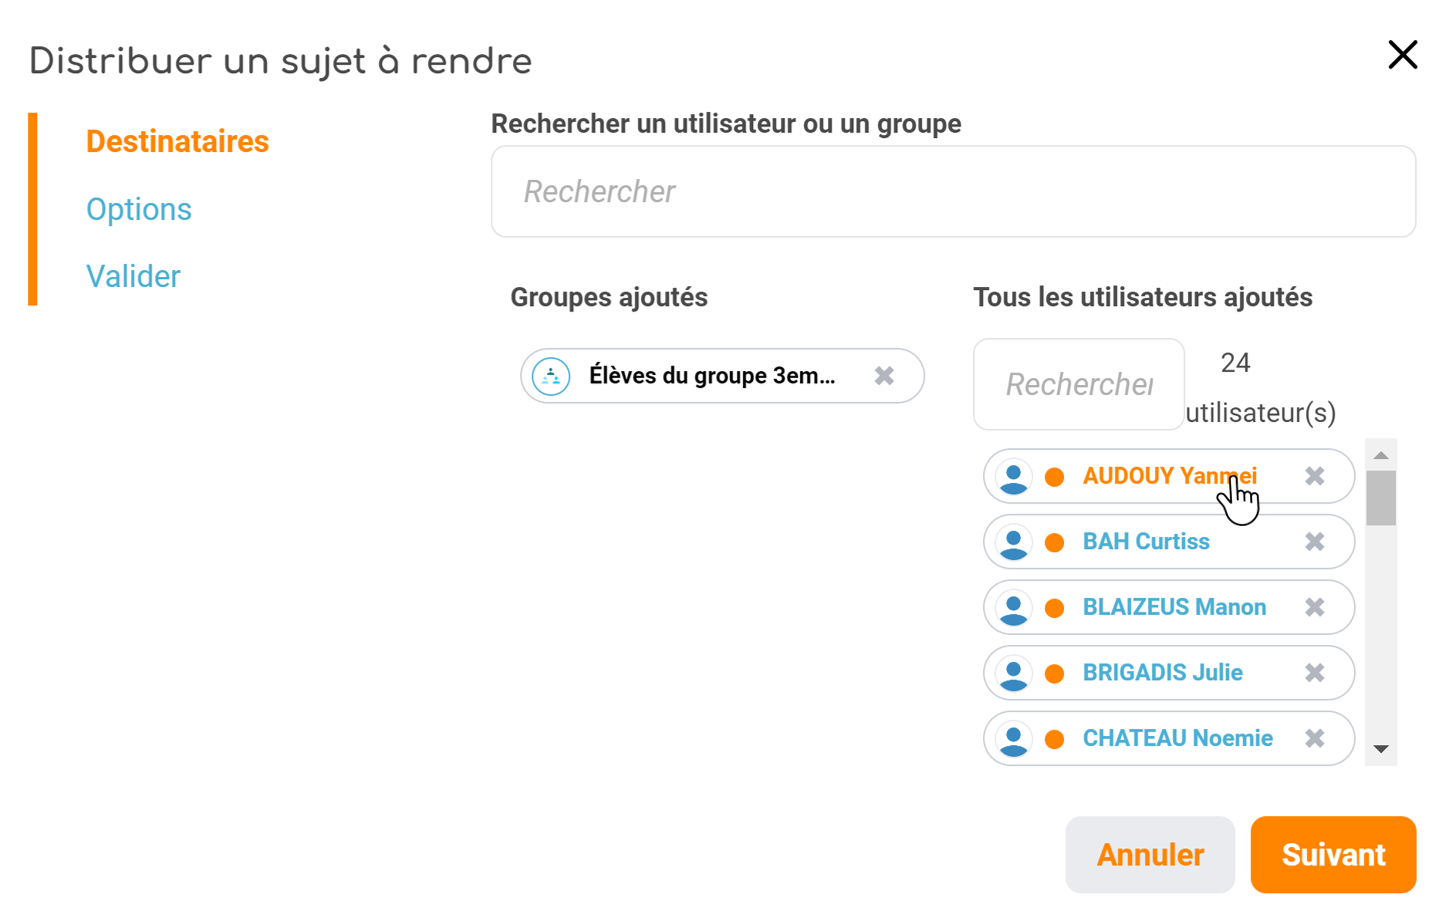 Distribuer un sujet à rendre
Destinataires
Options
Valider
Rechercher un utilisateur ou un groupe
Rechercher
Groupes ajoutés
Élèves du groupe 3em...
Tous les utilisateurs ajoutés
Rechercher
24
utilisateur(s)
AUDOUY Yanmei
BAH Curtiss
BLAIZEUS Manon
BRIGADIS Julie
CHATEAU Noemie
Annuler
Suivant